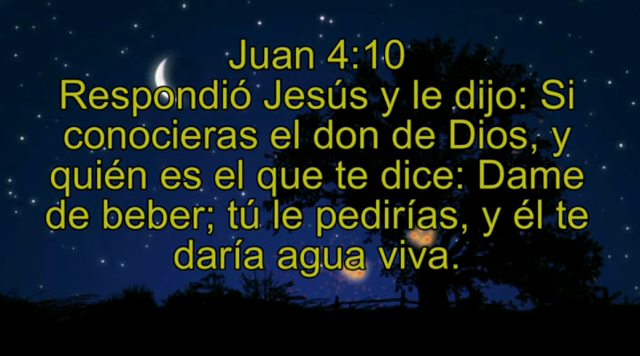 Juan 4:10
Respondió Jesús y le dijo: Si
conocieras el don de Dios, y
quién es el que te dice: Dame
de beber; tú le pedirías, y él te
daría agua viva.